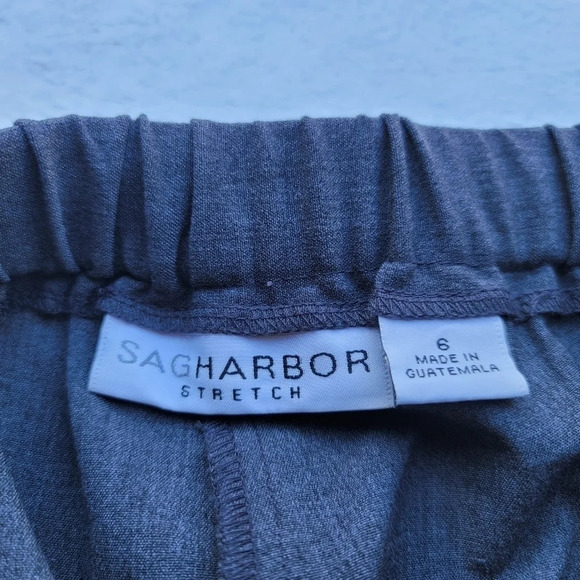 SAGHARBOR
STRETCH
6
MADE IN
GUATEMALA